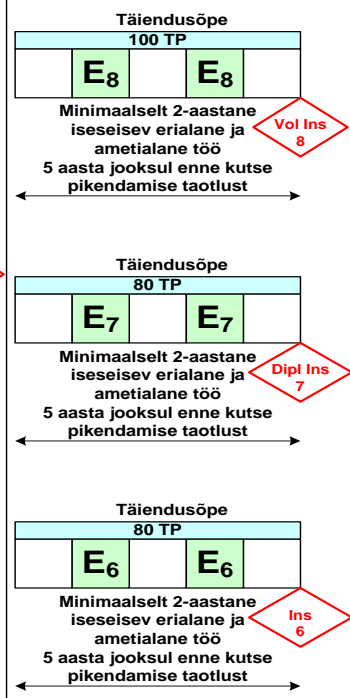 Täiendusõpe
100 TP
E8 E8
Minimaalselt 2-aastane
iseseisev erialane ja
ametialane töö
5 aasta jooksul enne kutse
pikendamise taotlust
Vol Ins
8
Täiendusõpe
80 TP
E7 E7
Minimaalselt 2-aastane
iseseisev erialane ja
ametialane töö
5 aasta jooksul enne kutse
pikendamise taotlust
Dipl Ins
7
Täiendusõpe
80 TP
E6 E6
Minimaalselt 2-aastane
iseseisev erialane ja
ametialane töö
5 aasta jooksul enne kutse
pikendamise taotlust
Ins
6